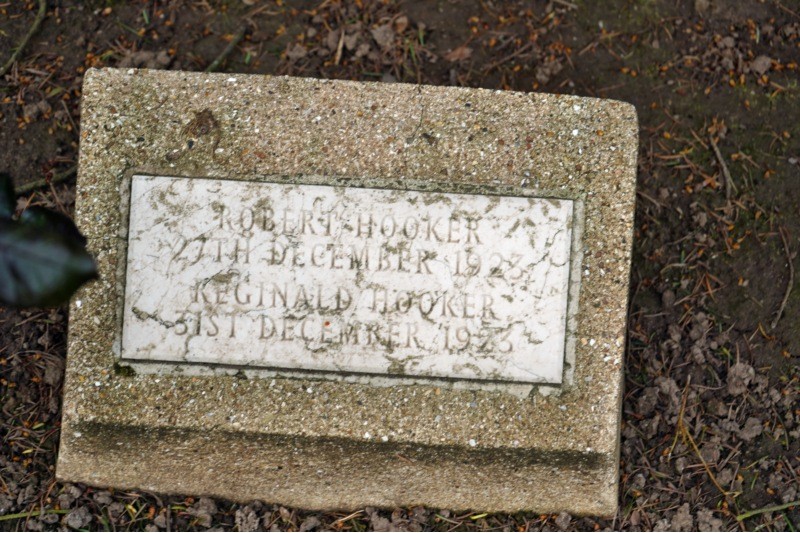 ROBERT HOOKER
27TH DECEMBER 1923
REGINALD HOOKER
31ST DECEMBER 1923